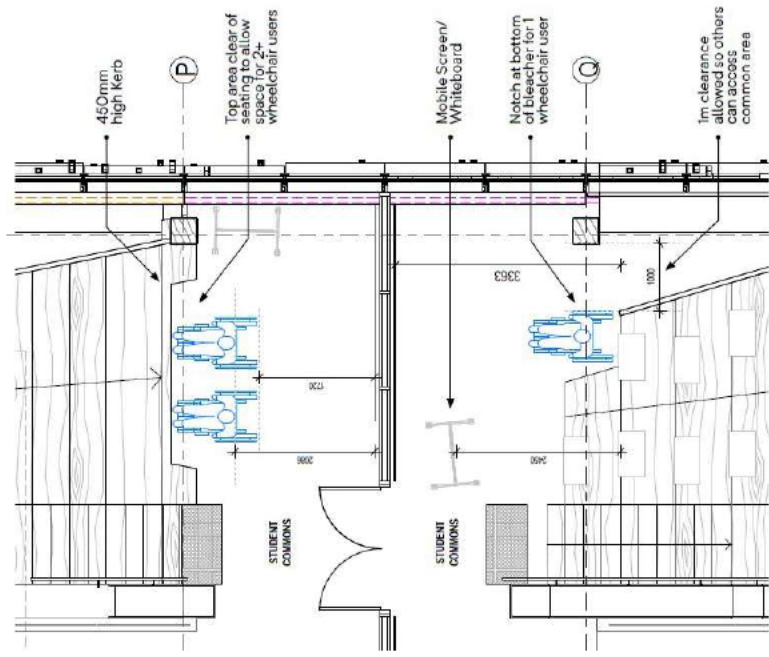 450mm
high Kerb
P
Top area clear of
seating to allow
space for 2+
wheelchair users
1720
STUDENT
COMMONS
3363
Mobile Screen/
Whiteboard
STUDENT
COMMONS
2450
Notch at bottom
of bleacher for 1
wheelchair user
Q
1000
1m clearance
allowed so others
can access
common area